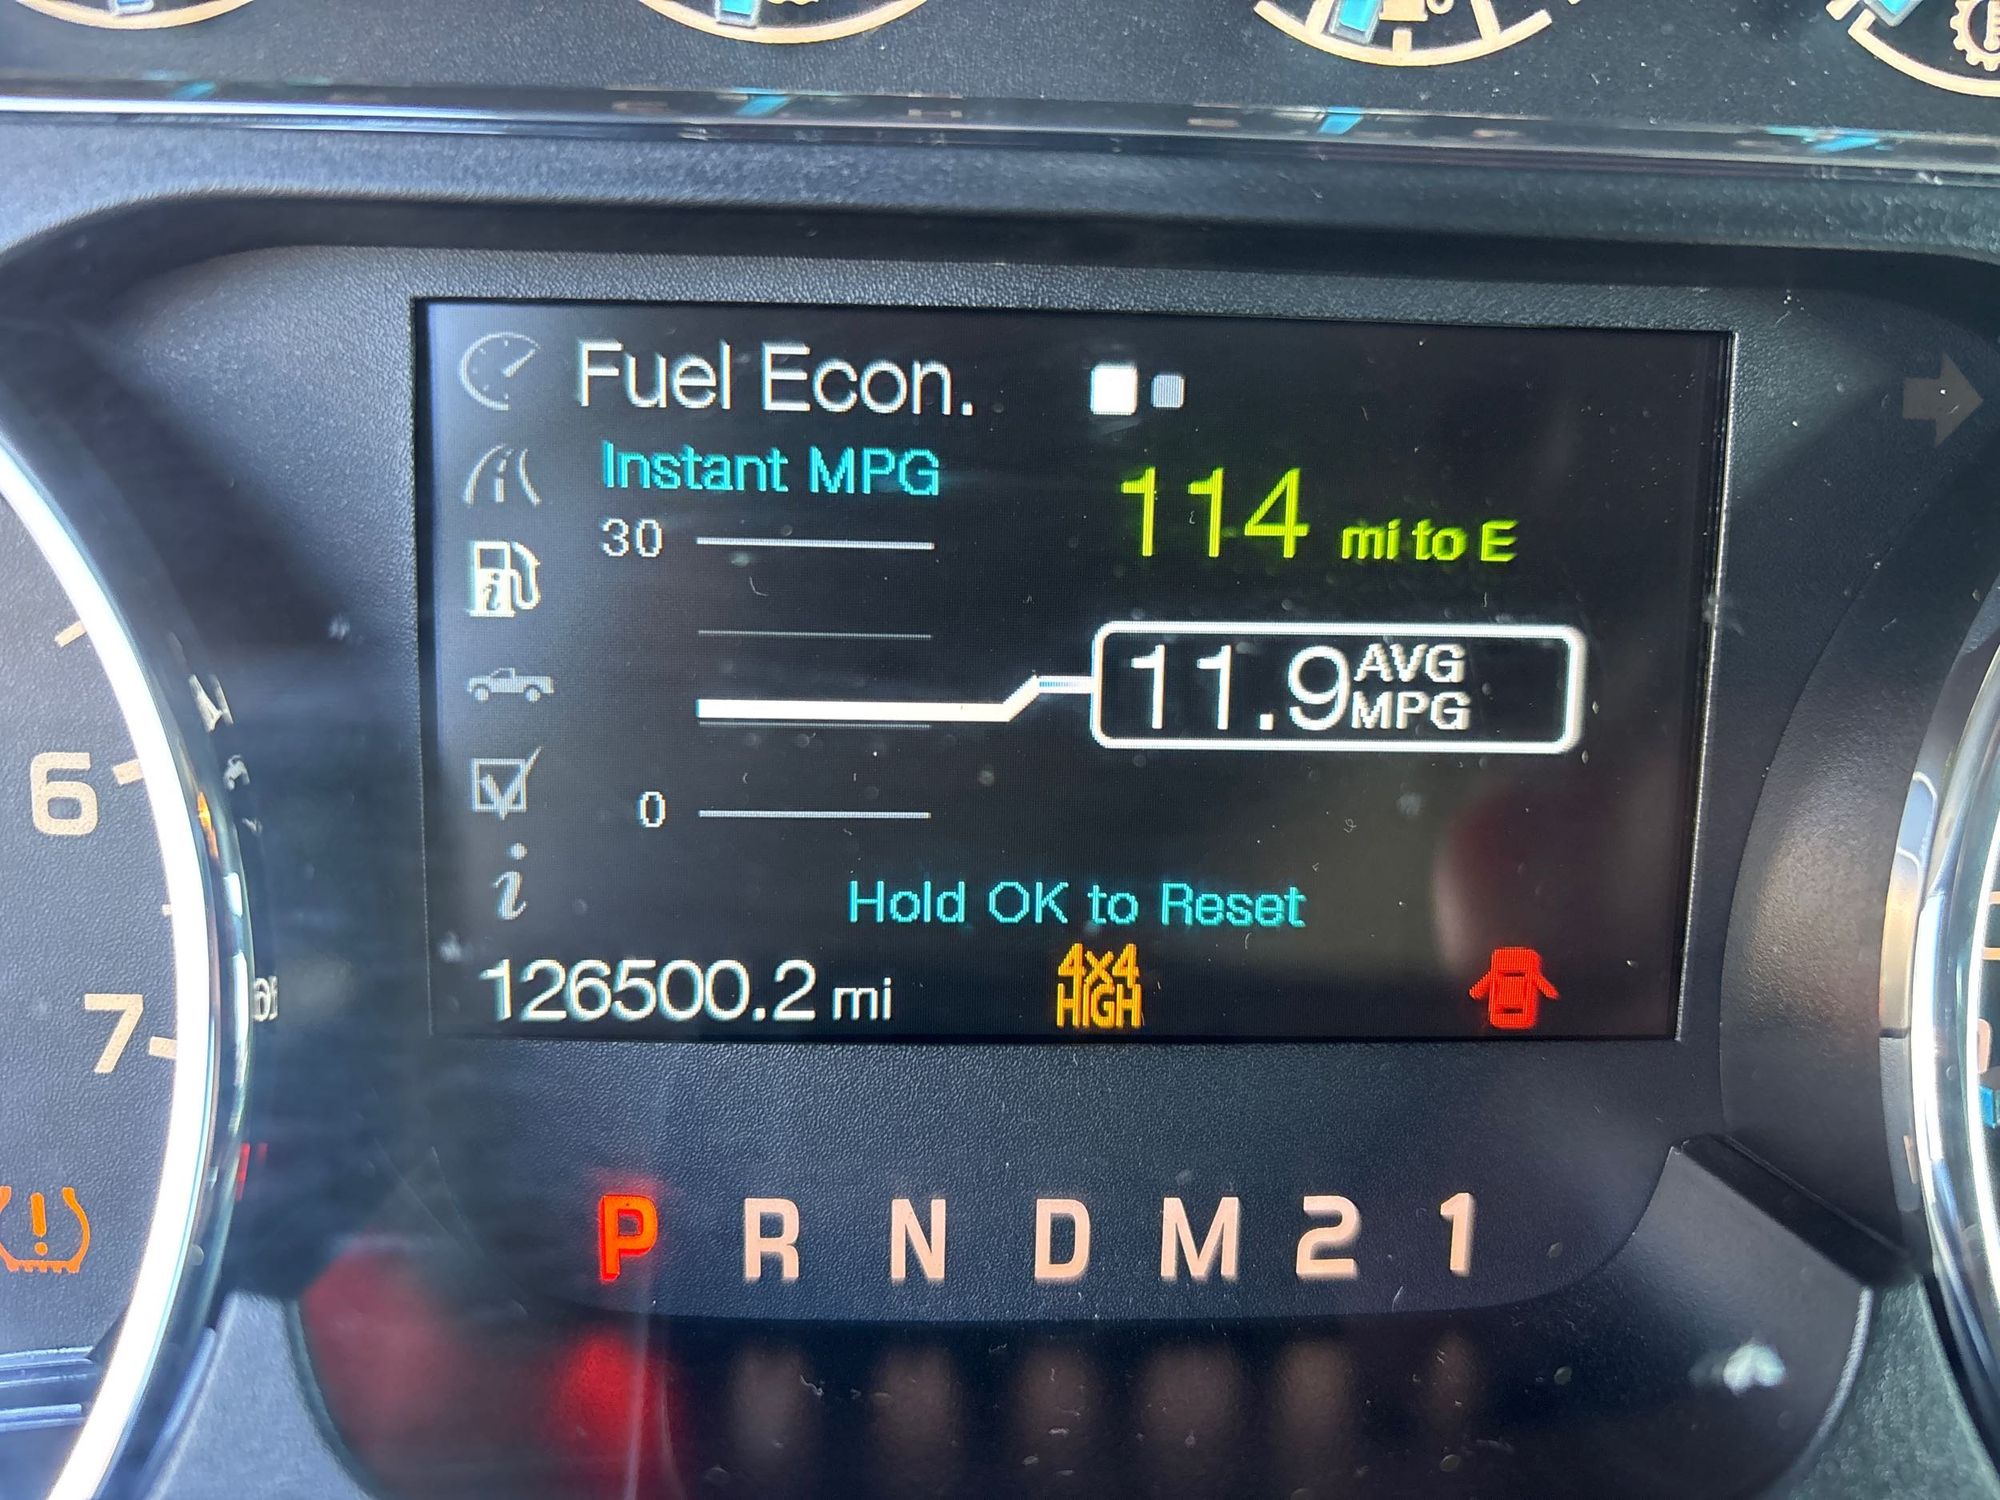 Fuel Econ.
Instant MPG
114 mi to E
30
11.9 AVG MPG
0
Hold OK to Reset
126500.2 mi
4x4 HIGH
6
7
P R N D M 2 1